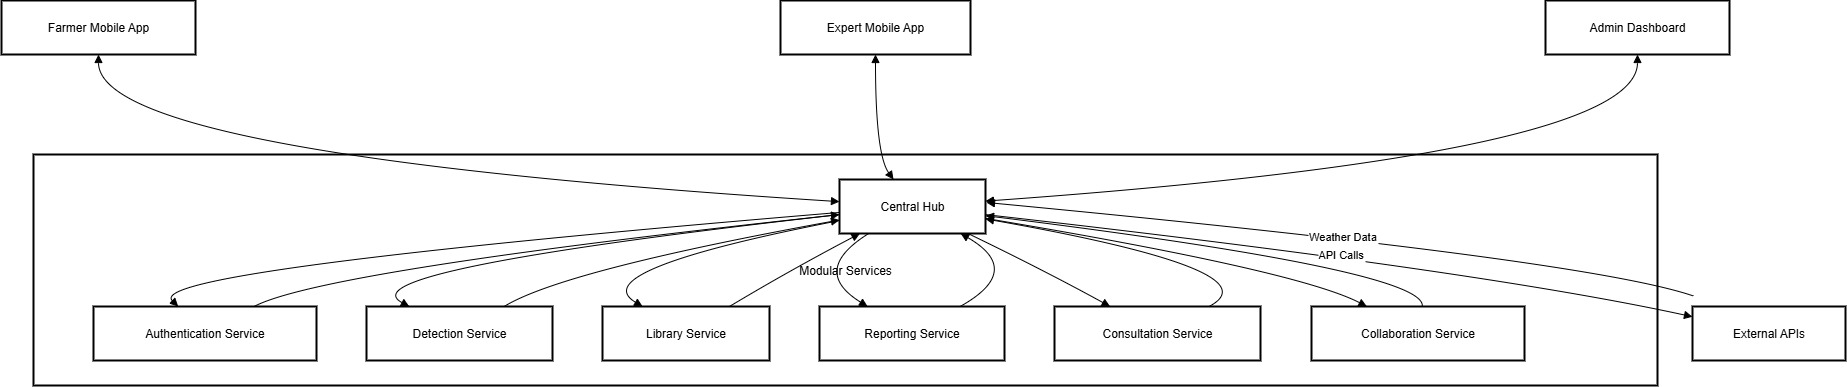 Farmer Mobile App
Expert Mobile App
Admin Dashboard
Central Hub
Weather Data
API Calls
Modular Services
Authentication Service
Detection Service
Library Service
Reporting Service
Consultation Service
Collaboration Service
External APIs